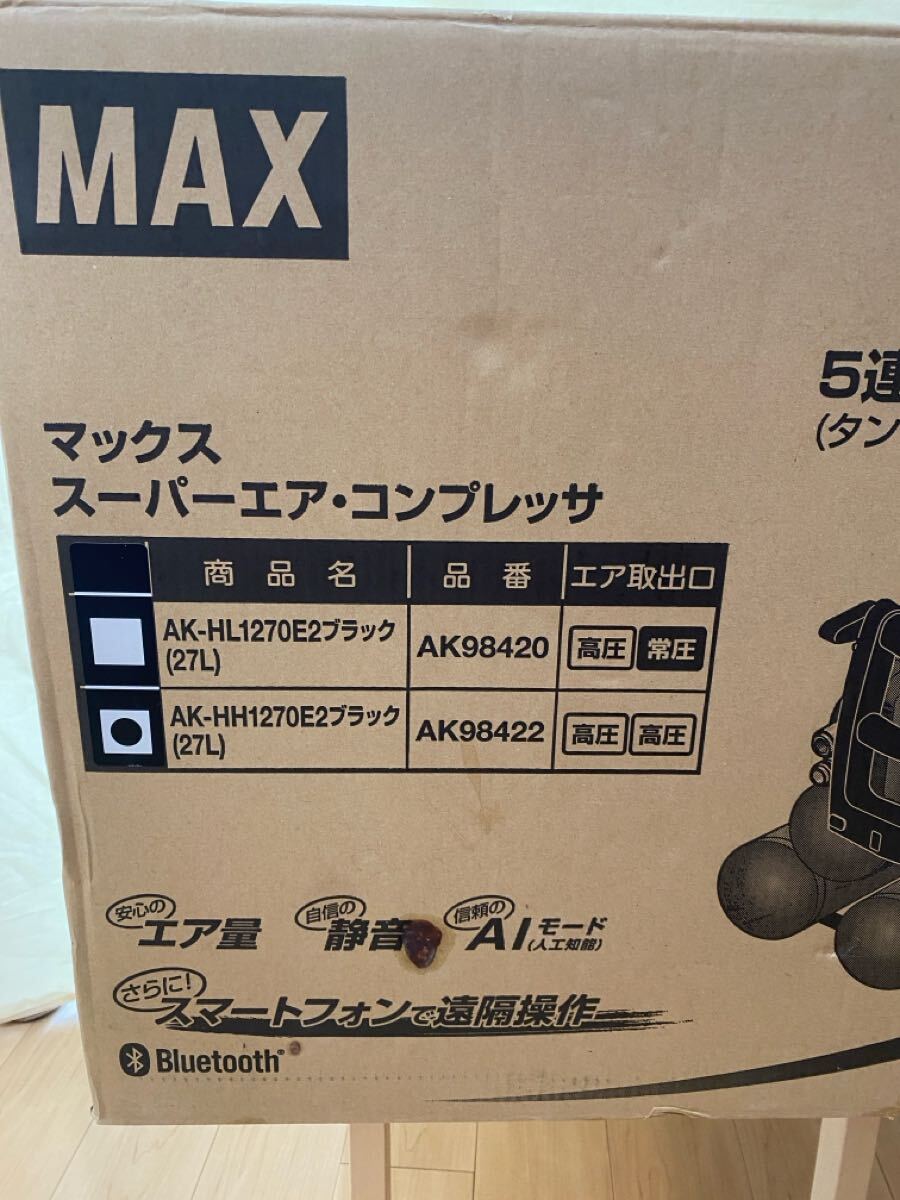 MAX
5連
(タン
マックス
スーパーエア・コンプレッサ
商品名 品番 エア取出口
AK-HL1270E2ブラック
(27L)
AK98420
高圧 常圧
AK-HH1270E2ブラック
(27L)
AK98422
高圧 高圧
安心の
エア量
自信の
静音
信頼の
AIモード
(人工知能)
さらに!
スマートフォンで遠隔操作
Bluetooth®